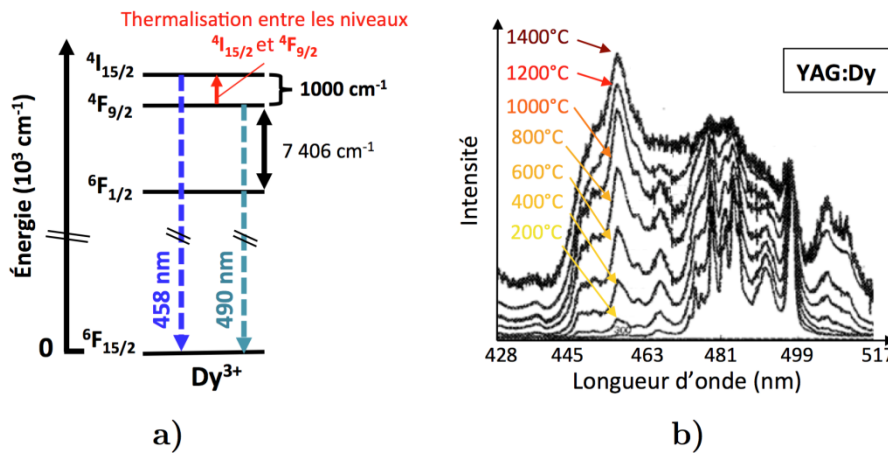 Thermalisation entre les niveaux
⁴I₁₅/₂ et ⁴F₉/₂
⁴I₁₅/₂
1000 cm⁻¹
⁴F₉/₂
7 406 cm⁻¹
⁶F₁/₂
Énergie (10³ cm⁻¹)
458 nm
490 nm
0
⁶F₁₅/₂
Dy³⁺
a)
1400°C
1200°C
1000°C
800°C
600°C
400°C
200°C
YAG:Dy
Intensité
200
428 445 463 481 499 517
Longueur d'onde (nm)
b)